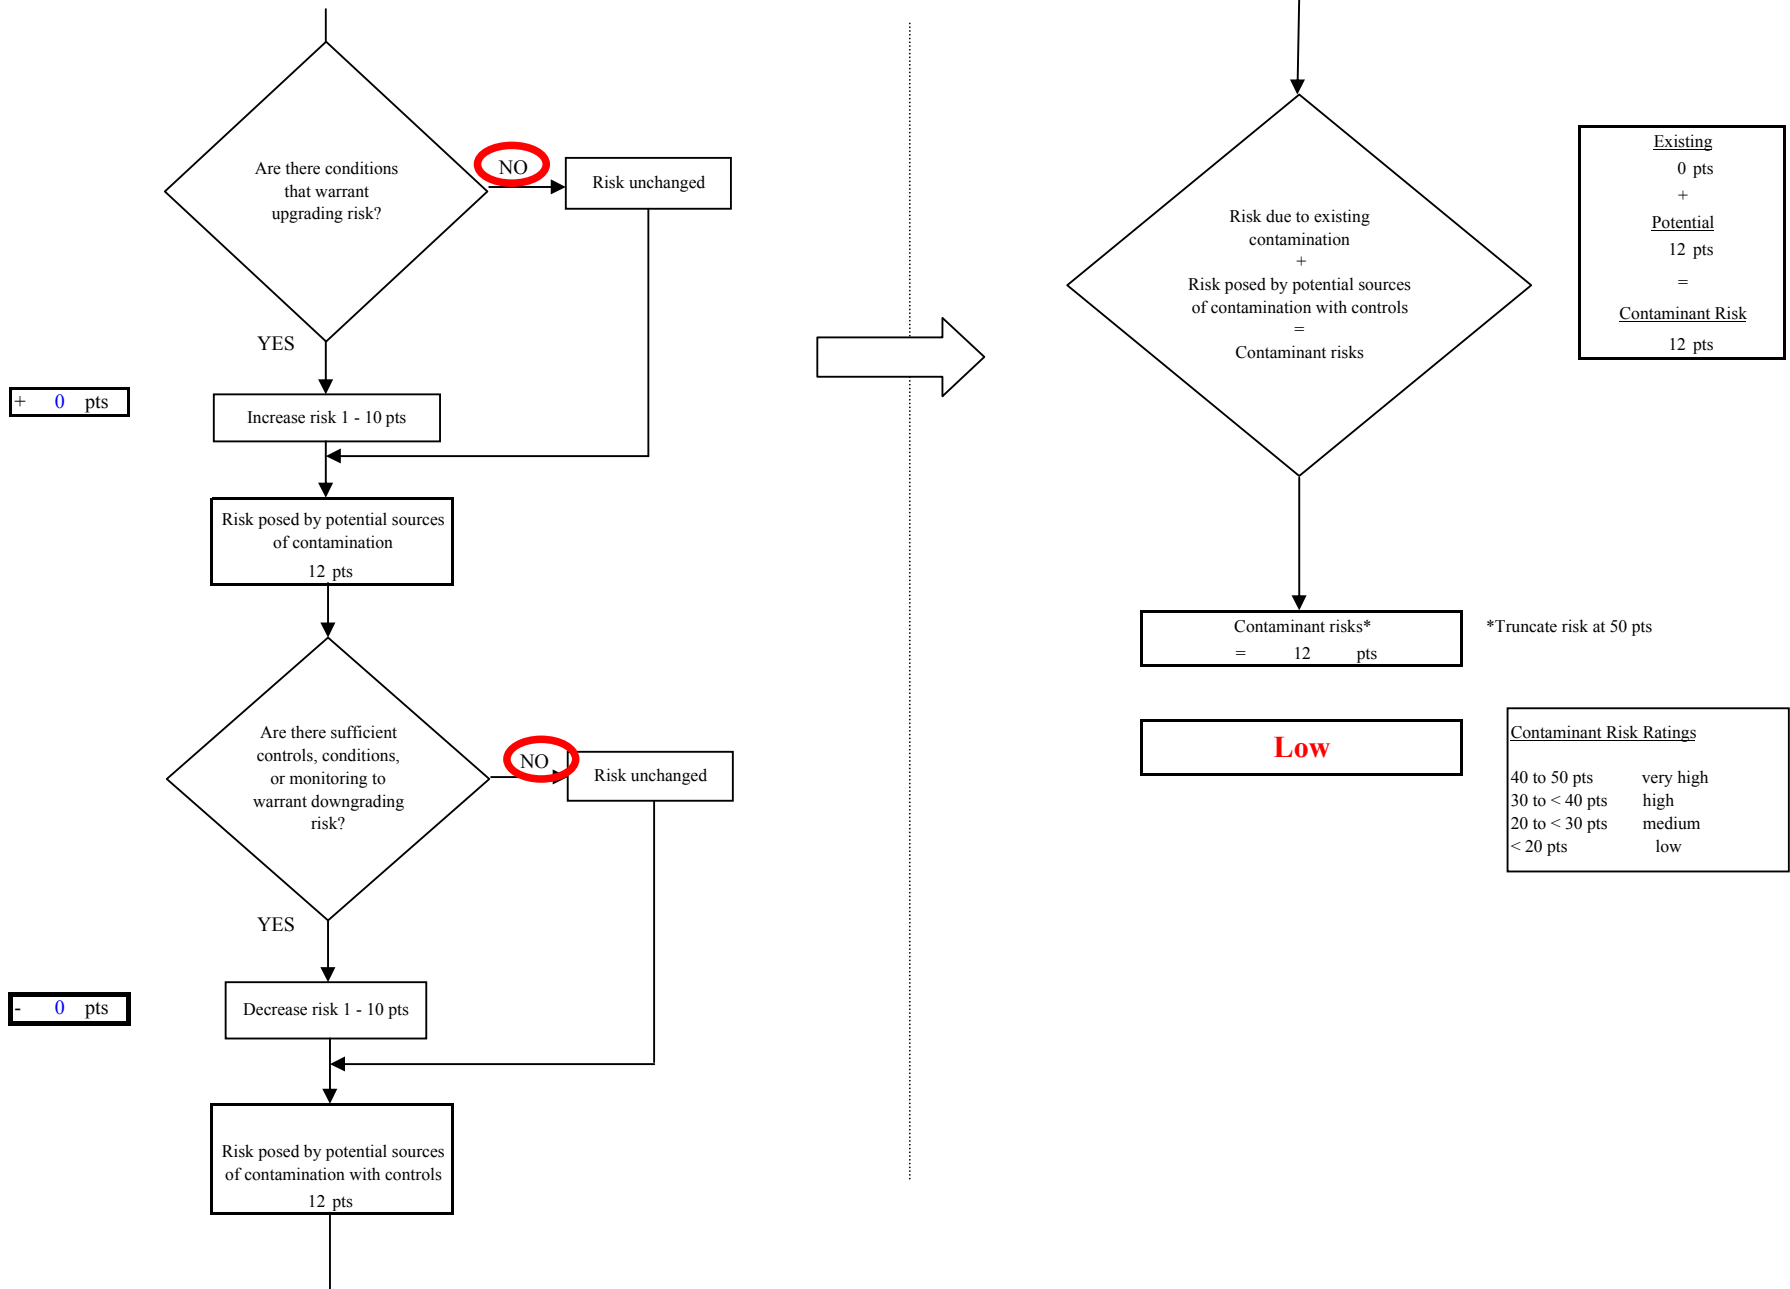 Are there conditions
that warrant
upgrading risk?
NO
Risk unchanged
YES
+ 0 pts
Increase risk 1 - 10 pts
Risk posed by potential sources
of contamination
12 pts
Are there sufficient
controls, conditions,
or monitoring to
warrant downgrading
risk?
NO
Risk unchanged
YES
- 0 pts
Decrease risk 1 - 10 pts
Risk posed by potential sources
of contamination with controls
12 pts
Risk due to existing
contamination
+
Risk posed by potential sources
of contamination with controls
=
Contaminant risks
Existing
0 pts
+
Potential
12 pts
=
Contaminant Risk
12 pts
Contaminant risks*
= 12 pts
*Truncate risk at 50 pts
Low
Contaminant Risk Ratings
40 to 50 pts very high
30 to < 40 pts high
20 to < 30 pts medium
< 20 pts low